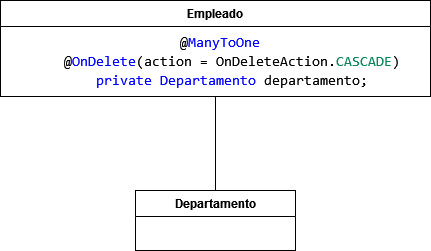 Empleado
@ManyToOne
@OnDelete(action = OnDeleteAction.CASCADE)
private Departamento departamento;
Departamento